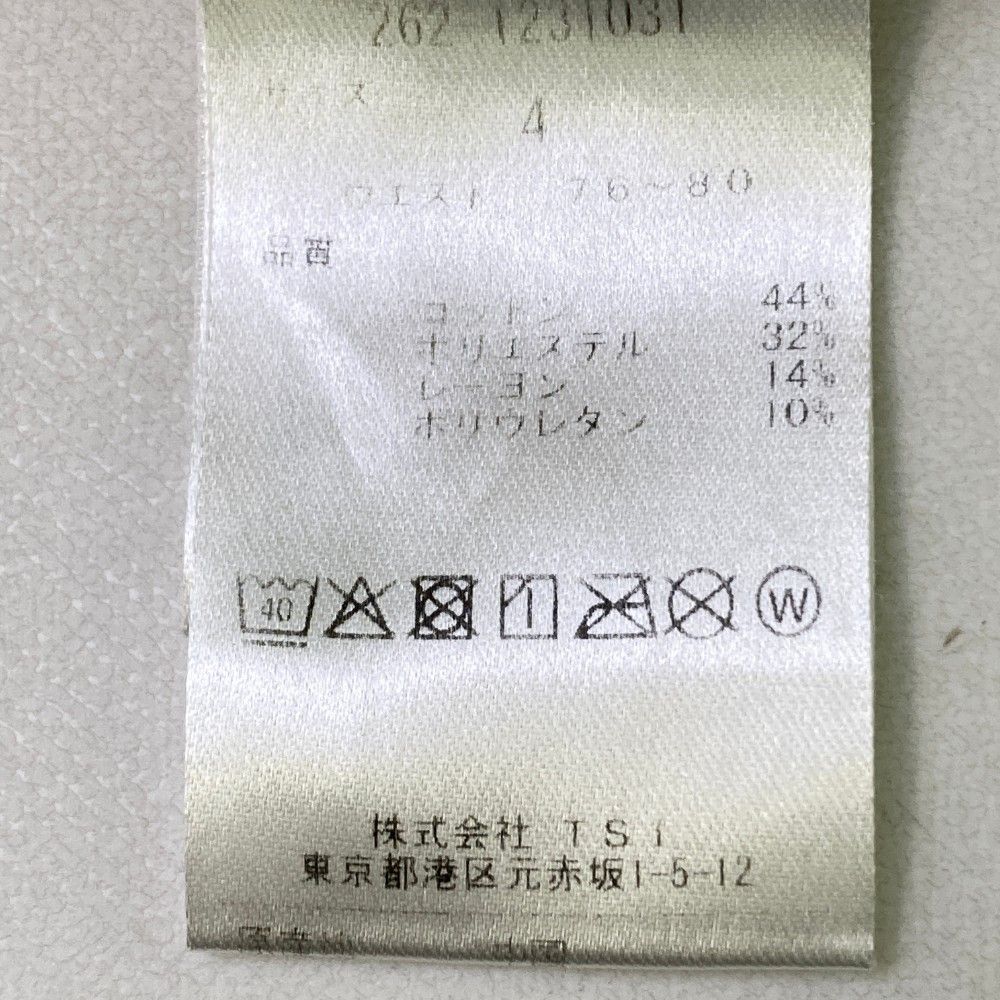 262 1231031
サイズ
4
ウエスト 76~80
品質
コットン 44%
ポリエステル 32%
レーヨン 14%
ポリウレタン 10%
40
W
株式会社 TSI
東京都港区元赤坂1-5-12